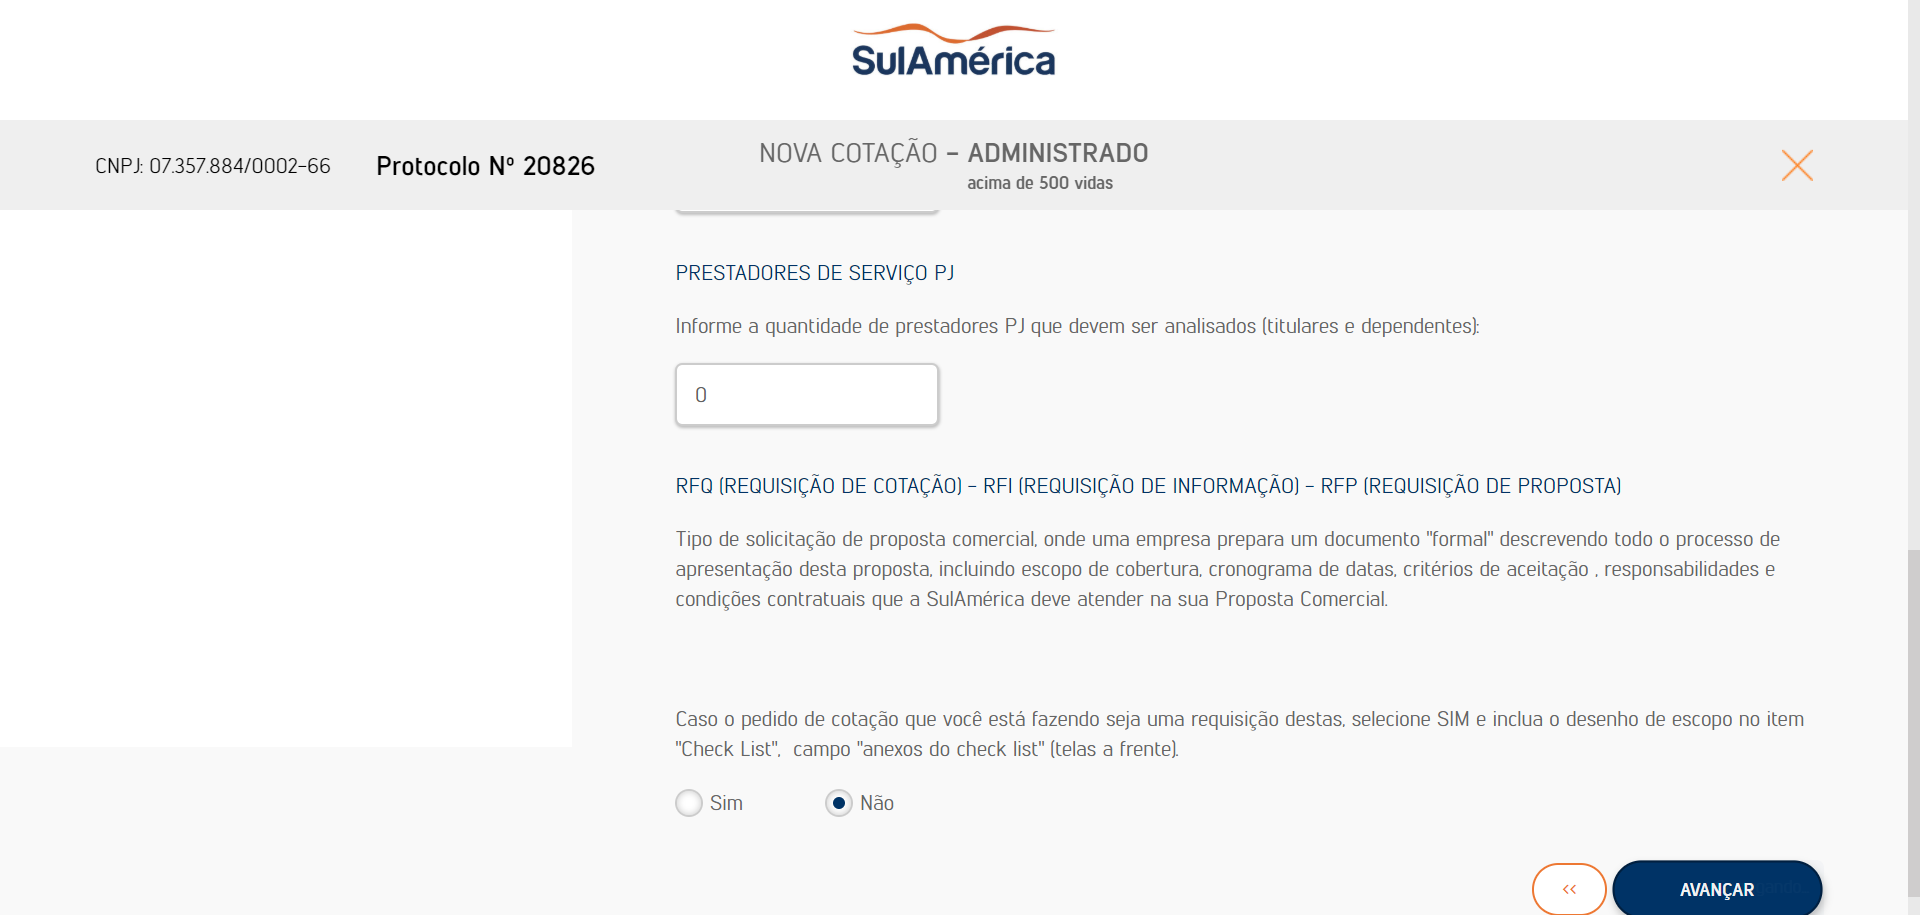 SulAmérica
CNPJ: 07.357.884/0002-66
Protocolo Nº 20826
NOVA COTAÇÃO - ADMINISTRADO
acima de 500 vidas
PRESTADORES DE SERVIÇO PJ
Informe a quantidade de prestadores PJ que devem ser analisados (titulares e dependentes):
0
RFQ (REQUISIÇÃO DE COTAÇÃO) - RFI (REQUISIÇÃO DE INFORMAÇÃO) - RFP (REQUISIÇÃO DE PROPOSTA)
Tipo de solicitação de proposta comercial, onde uma empresa prepara um documento "formal" descrevendo todo o processo de
apresentação desta proposta, incluindo escopo de cobertura, cronograma de datas, critérios de aceitação , responsabilidades e
condições contratuais que a SulAmérica deve atender na sua Proposta Comercial.
Caso o pedido de cotação que você está fazendo seja uma requisição destas, selecione SIM e inclua o desenho de escopo no item
"Check List",  campo "anexos do check list" (telas a frente).
Sim
Não
<<
AVANÇAR